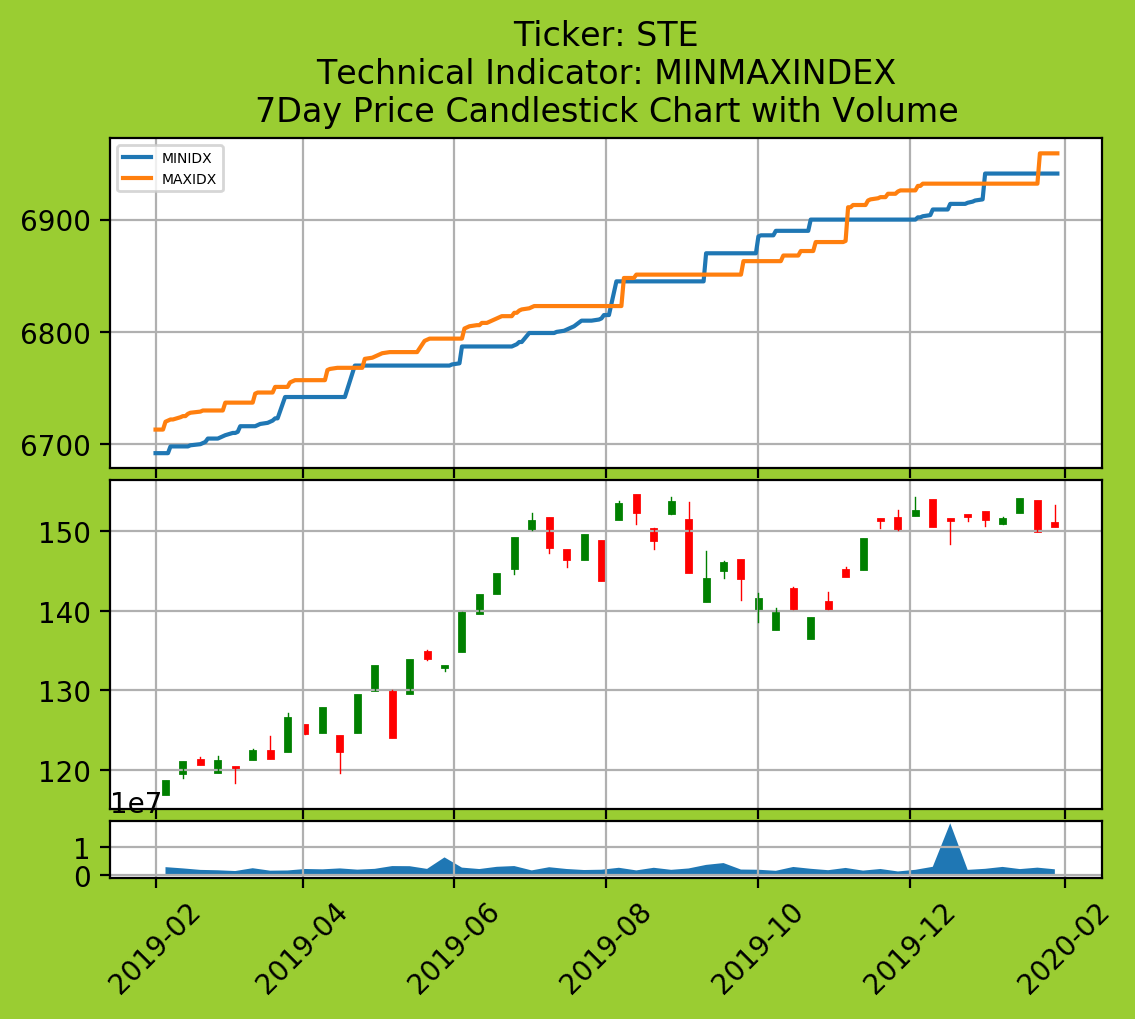 Ticker: STE
Technical Indicator: MINMAXINDEX
7Day Price Candlestick Chart with Volume
MINIDX
MAXIDX
6900
6800
6700
150
140
130
120
1e7
1
0
2019-02
2019-04
2019-06
2019-08
2019-10
2019-12
2020-02